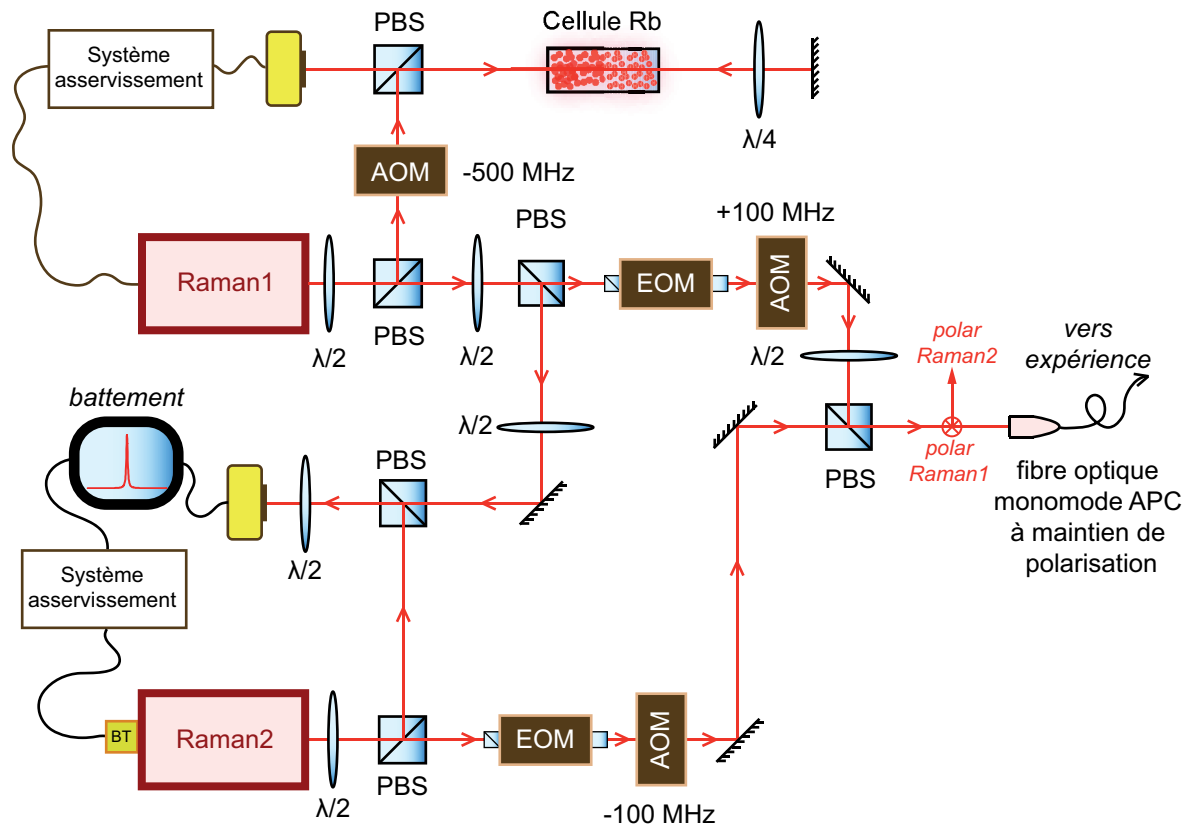 PBS
Cellule Rb
Système
asservissement
λ/4
AOM
-500 MHz
PBS
+100 MHz
Raman1
EOM
AOM
PBS
λ/2
λ/2
λ/2
polar
Raman2
vers
expérience
battement
λ/2
PBS
polar
Raman1
PBS
fibre optique
monomode APC
à maintien de
polarisation
λ/2
Système
asservissement
BT
Raman2
EOM
AOM
PBS
λ/2
-100 MHz